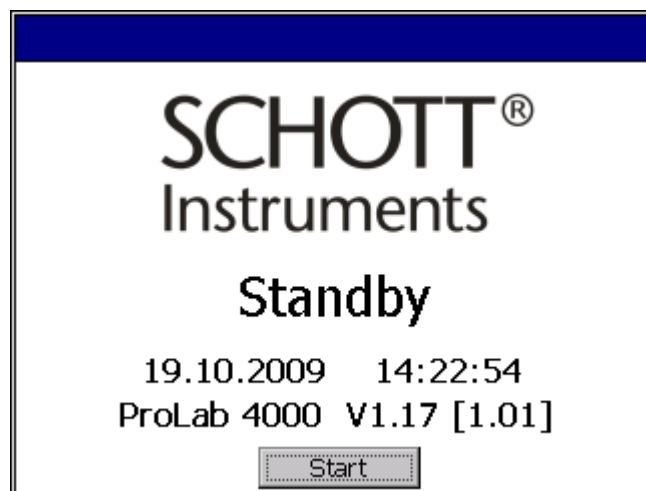 SCHOTT®
Instruments
Standby
19.10.2009 14:22:54
ProLab 4000 V1.17 [1.01]
Start